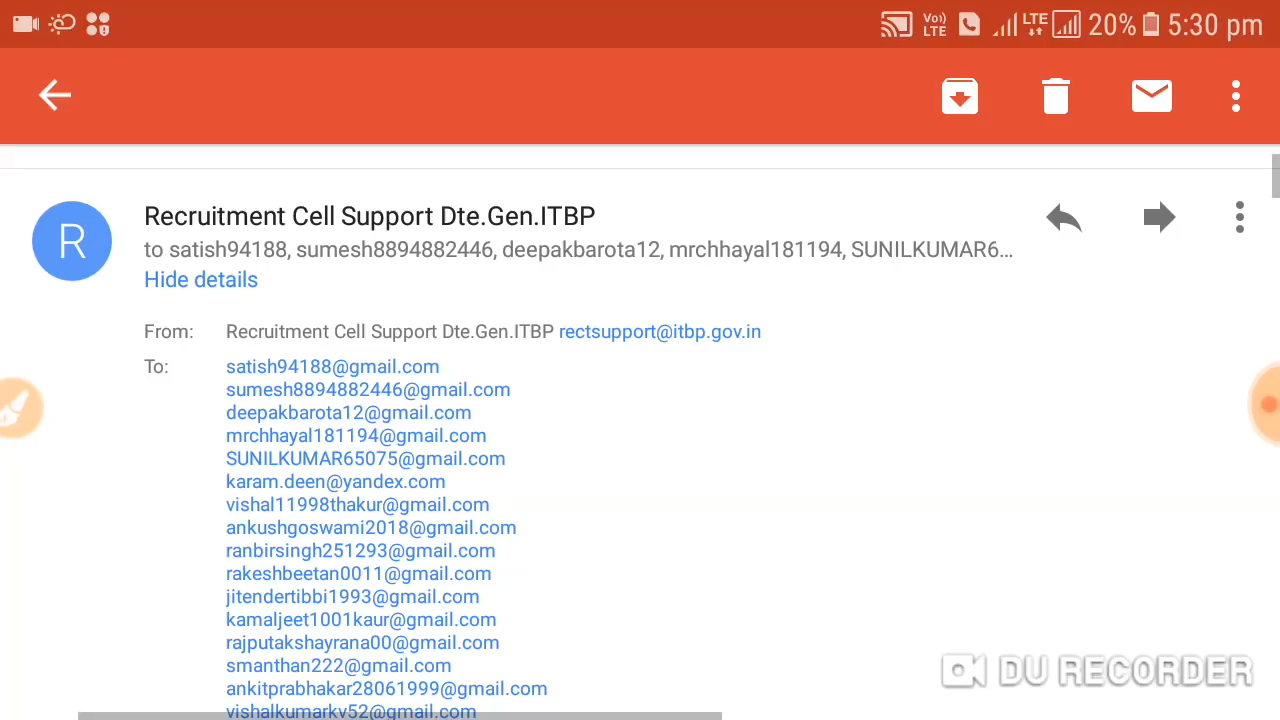 Vo)) LTE LTE 20% 5:30 pm
R
Recruitment Cell Support Dte.Gen.ITBP
to satish94188, sumesh8894882446, deepakbarota12, mrchhayal181194, SUNILKUMAR6...
Hide details
From: Recruitment Cell Support Dte.Gen.ITBP rectsupport@itbp.gov.in
To: satish94188@gmail.com
sumesh8894882446@gmail.com
deepakbarota12@gmail.com
mrchhayal181194@gmail.com
SUNILKUMAR65075@gmail.com
karam.deen@yandex.com
vishal11998thakur@gmail.com
ankushgoswami2018@gmail.com
ranbirsingh251293@gmail.com
rakeshbeetan0011@gmail.com
jitendertibbi1993@gmail.com
kamaljeet1001kaur@gmail.com
rajputakshayrana00@gmail.com
smanthan222@gmail.com
ankitprabhakar28061999@gmail.com
vishalkumarkv52@gmail.com
DU RECORDER